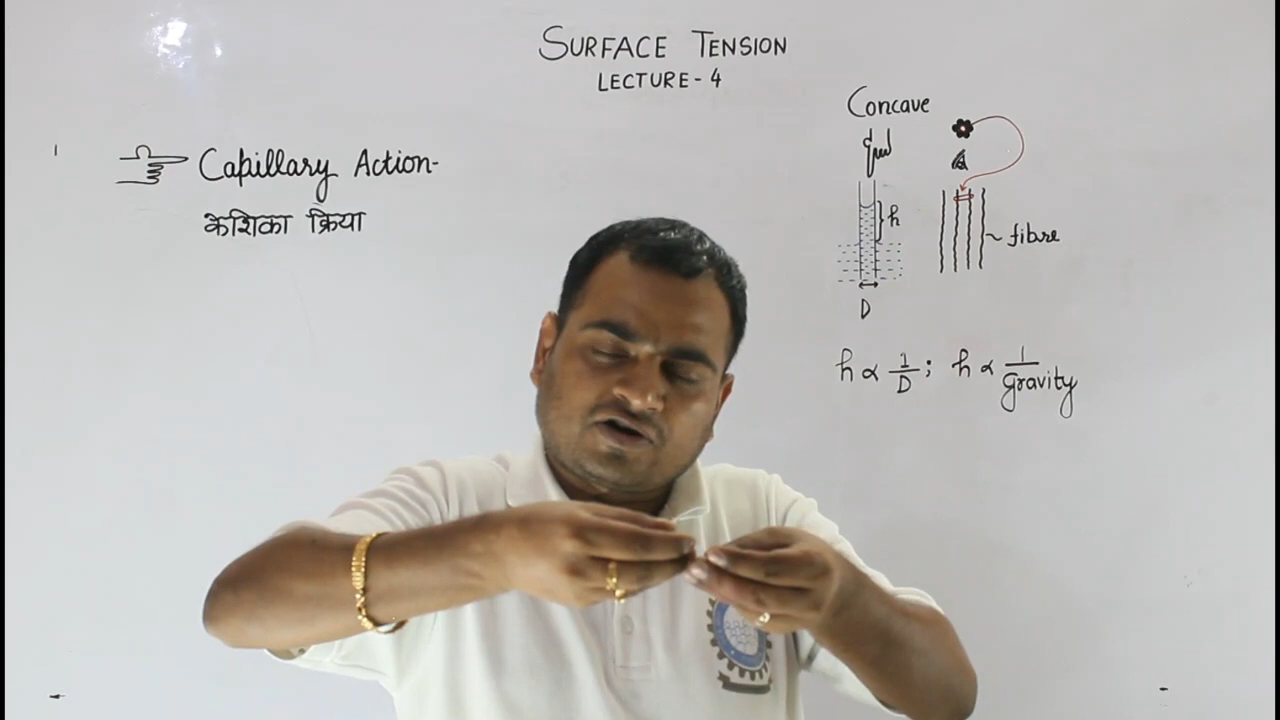 SURFACE TENSION
LECTURE-4
Capillary Action-
केशिका क्रिया
Concave
h
fibre
D
h ∝ 1/D ; h ∝ 1/gravity